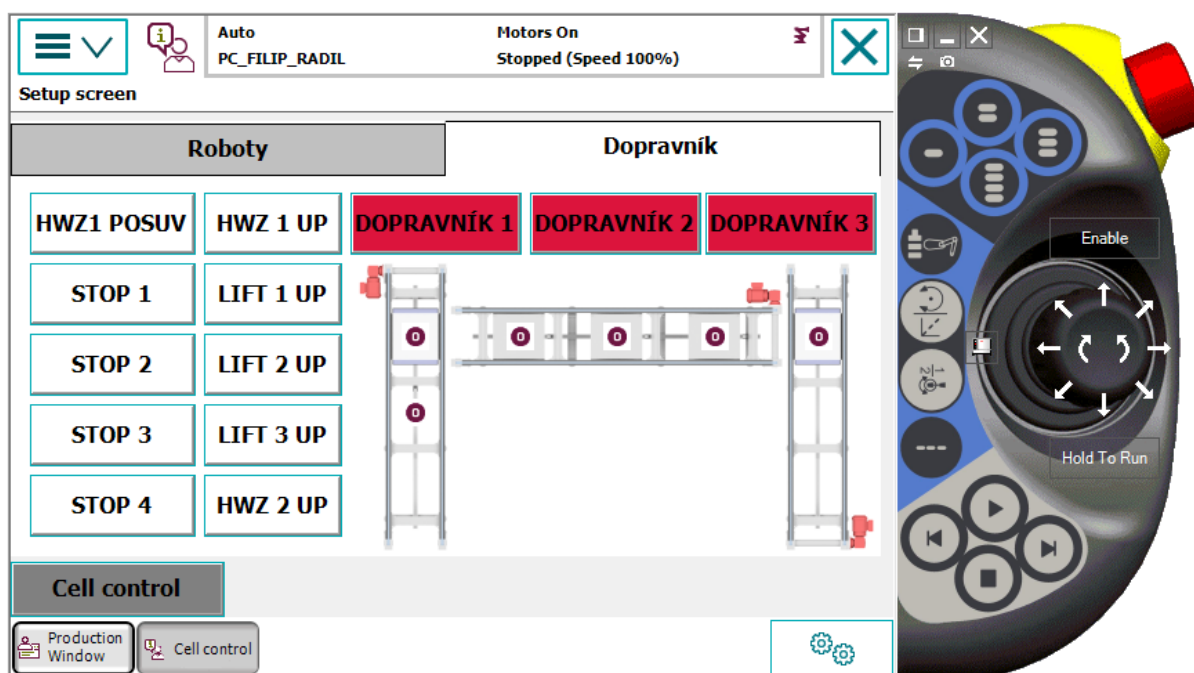 Auto
PC_FILIP_RADIL
Motors On
Stopped (Speed 100%)
Setup screen
Roboty
Dopravník
HWZ1 POSUV
HWZ 1 UP
DOPRAVNÍK 1
DOPRAVNÍK 2
DOPRAVNÍK 3
STOP 1
LIFT 1 UP
STOP 2
LIFT 2 UP
STOP 3
LIFT 3 UP
STOP 4
HWZ 2 UP
0
0
0
0
0
0
Cell control
Production
Window
Cell control
Enable
Hold To Run
1
2